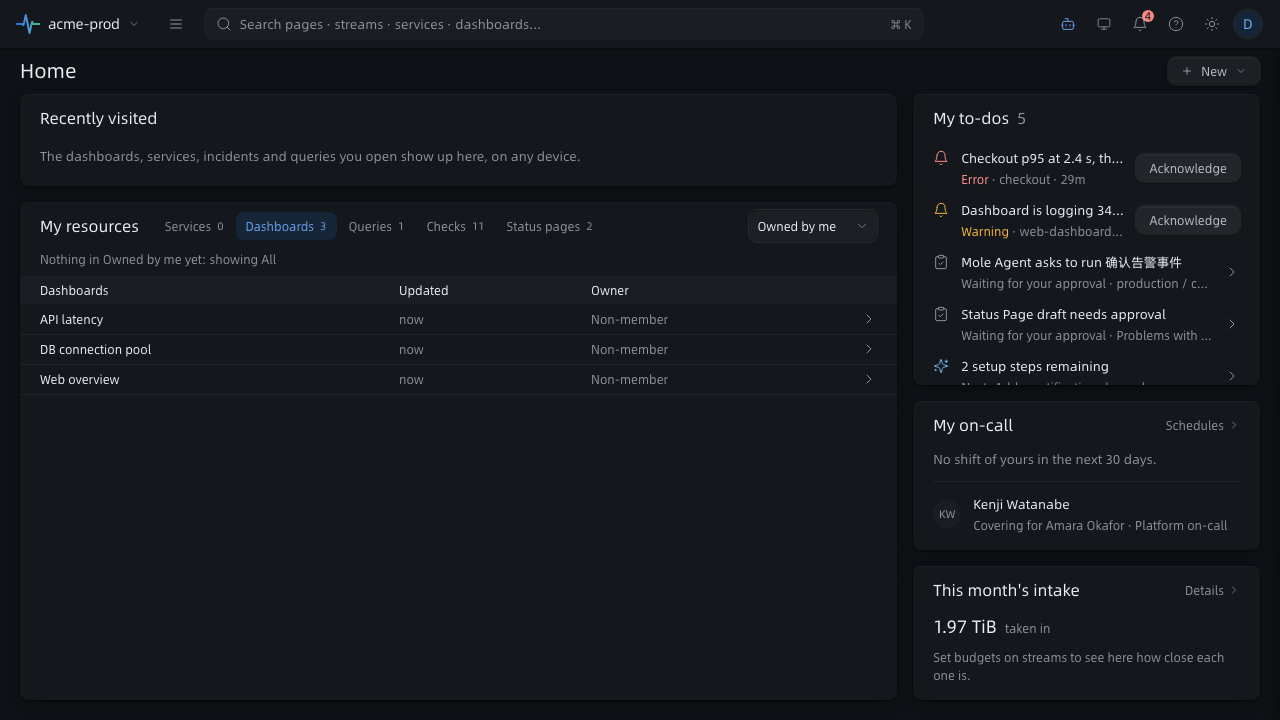 acme-prod
Search pages · streams · services · dashboards...
⌘ K
4
D
Home
New
Recently visited
The dashboards, services, incidents and queries you open show up here, on any device.
My resources
Services 0
Dashboards 3
Queries 1
Checks 11
Status pages 2
Owned by me
Nothing in Owned by me yet: showing All
Dashboards Updated Owner
API latency now Non-member
DB connection pool now Non-member
Web overview now Non-member
My to-dos 5
Checkout p95 at 2.4 s, th...
Error · checkout · 29m
Acknowledge
Dashboard is logging 34...
Warning · web-dashboard...
Acknowledge
Mole Agent asks to run 确认告警事件
Waiting for your approval · production / c...
Status Page draft needs approval
Waiting for your approval · Problems with ...
2 setup steps remaining
My on-call
Schedules
No shift of yours in the next 30 days.
KW
Kenji Watanabe
Covering for Amara Okafor · Platform on-call
This month's intake
Details
1.97 TiB taken in
Set budgets on streams to see here how close each
one is.